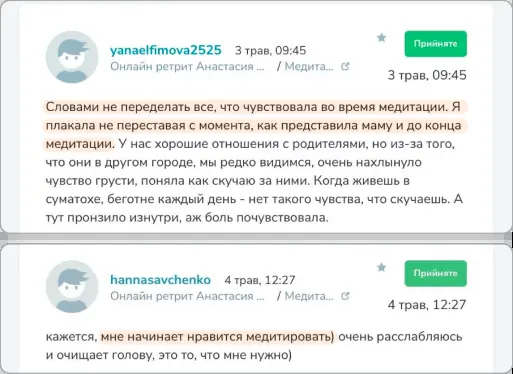 yanaelfimova2525 3 трав, 09:45 Прийняте
Онлайн ретрит Анастасия ... / Медита...
3 трав, 09:45
Словами не переделать все, что чувствовала во время медитации. Я
плакала не переставая с момента, как представила маму и до конца
медитации. У нас хорошие отношения с родителями, но из-за того,
что они в другом городе, мы редко видимся, очень нахлынуло
чувство грусти, поняла как скучаю за ними. Когда живешь в
суматохе, беготне каждый день - нет такого чувства, что скучаешь. А
тут пронзило изнутри, аж боль почувствовала.
hannasavchenko 4 трав, 12:27 Прийняте
Онлайн ретрит Анастасия ... / Медита...
4 трав, 12:27
кажется, мне начинает нравится медитировать) очень расслабляюсь
и очищает голову, это то, что мне нужно)